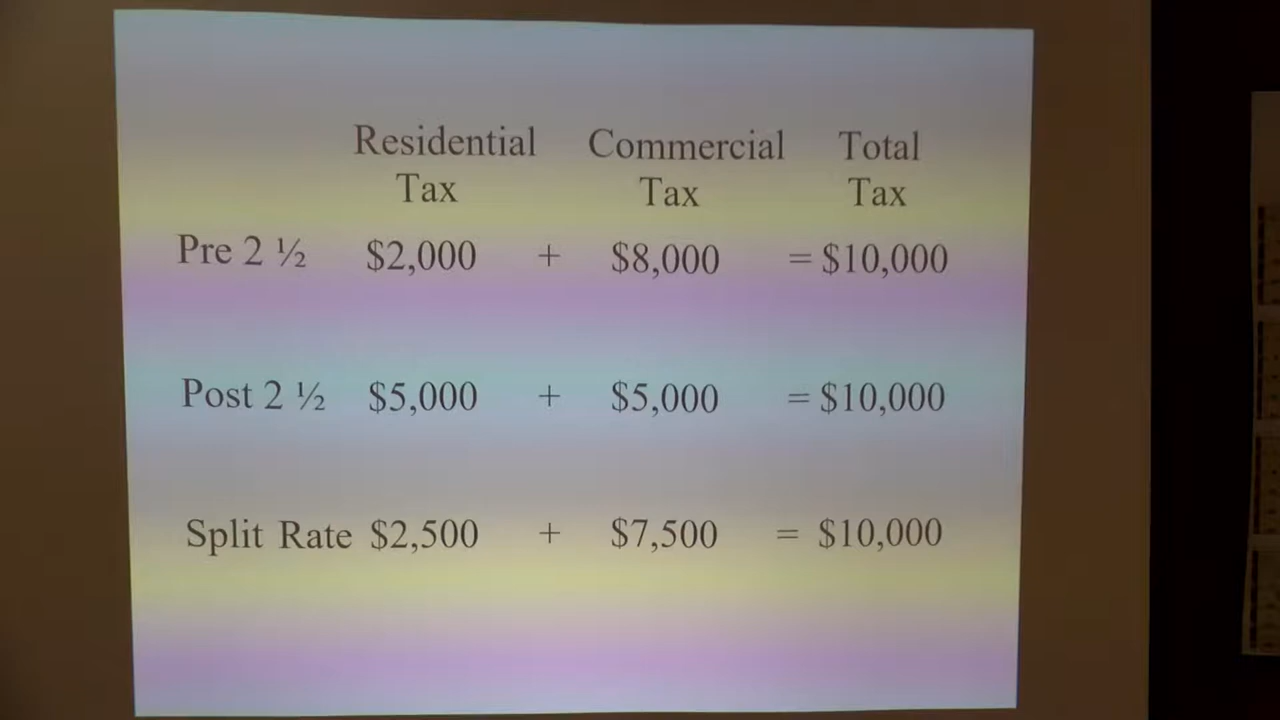 Residential Commercial Total
Tax Tax Tax
Pre 2 ½ $2,000 + $8,000 = $10,000
Post 2 ½ $5,000 + $5,000 = $10,000
Split Rate $2,500 + $7,500 = $10,000